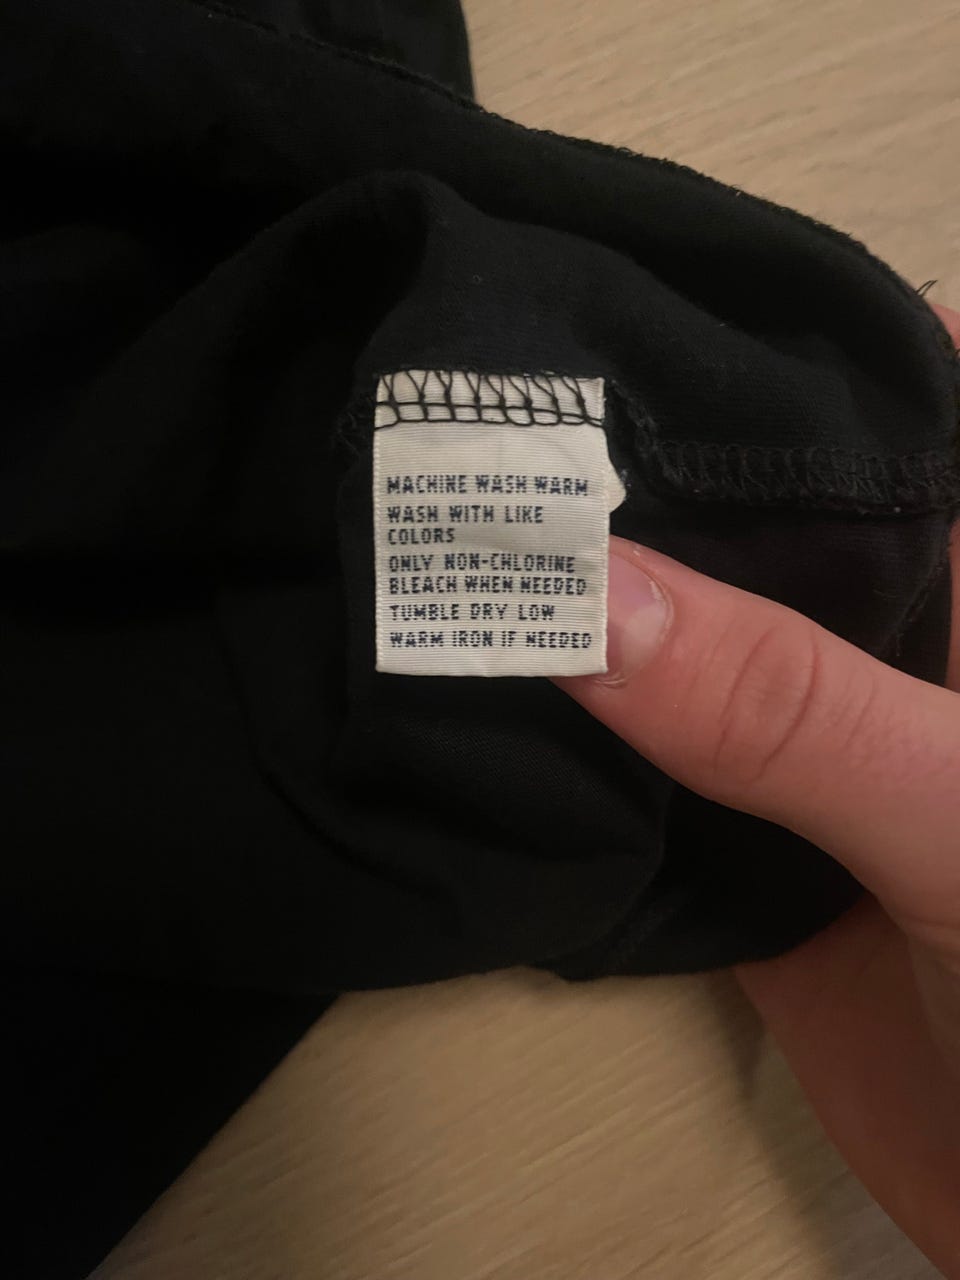 MACHINE WASH WARM
WASH WITH LIKE
COLORS
ONLY NON-CHLORINE
BLEACH WHEN NEEDED
TUMBLE DRY LOW
WARM IRON IF NEEDED